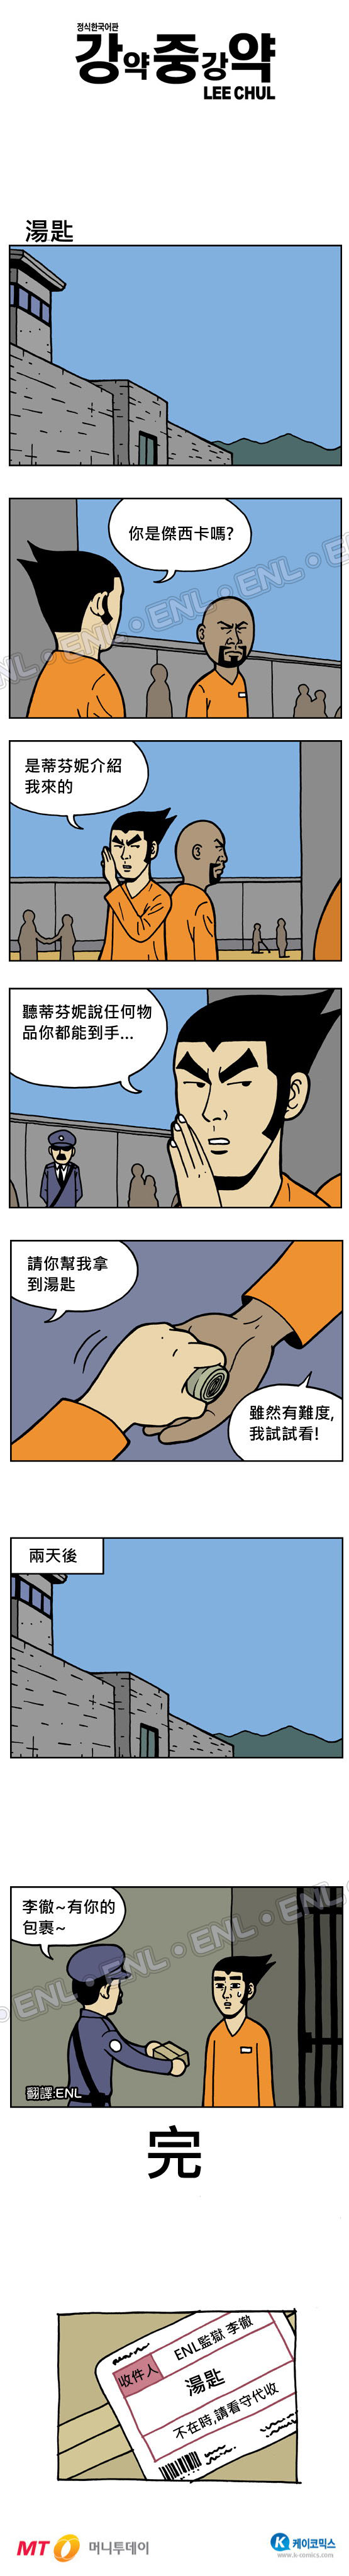 정식한국어판
강약중강약
LEE CHUL
湯匙
你是傑西卡嗎?
ENL
是蒂芬妮介紹
我來的
聽蒂芬妮說任何物
品你都能到手...
請你幫我拿
到湯匙
雖然有難度,
我試試看!
兩天後
李徹~有你的
包裹~
ENL
翻譯:ENL
完
收件人
ENL監獄 李徹
湯匙
不在時,請看守代收
MT 머니투데이
K 케이코믹스
www.k-comics.com